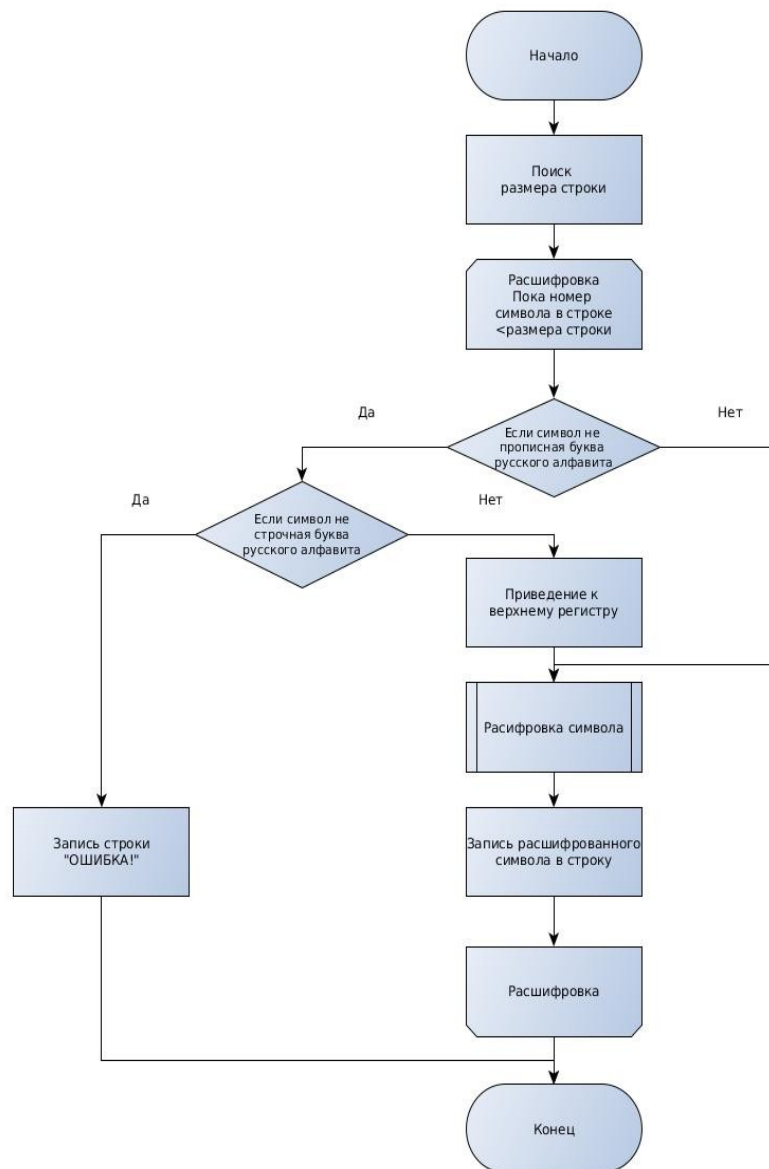 Начало
Поиск
размера строки
Расшифровка
Пока номер
символа в строке
<размера строки
Да
Нет
Если символ не
прописная буква
русского алфавита
Да
Нет
Если символ не
строчная буква
русского алфавита
Приведение к
верхнему регистру
Расифровка символа
Запись строки
"ОШИБКА!"
Запись расшифрованного
символа в строку
Расшифровка
Конец